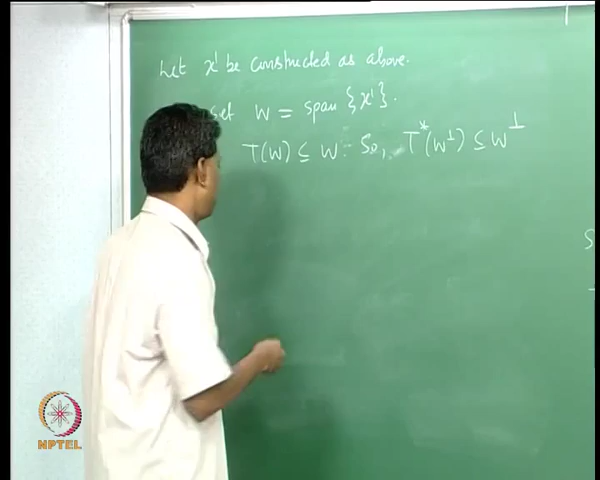 Let x¹ be constructed as above.
set W = span {x¹}.
T(W) ⊆ W. So, T*(W⊥) ⊆ W⊥
S
NPTEL